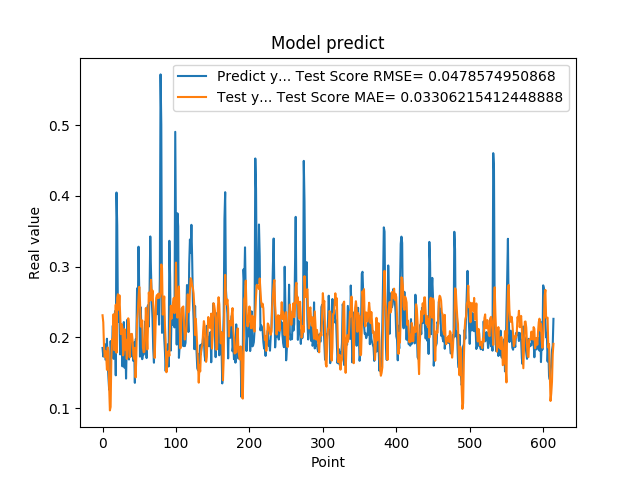 Model predict
Predict y... Test Score RMSE= 0.0478574950868
Test y... Test Score MAE= 0.03306215412448888
0.5
0.4
0.3
0.2
0.1
Real value
0 100 200 300 400 500 600
Point